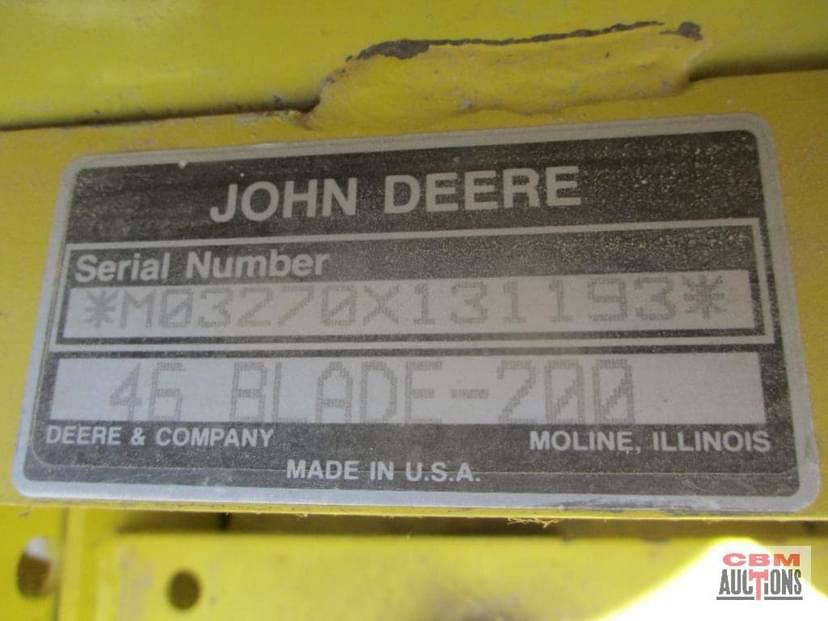 JOHN DEERE
Serial Number
*M03270X131193*
46 BLADE-200
DEERE & COMPANY MOLINE, ILLINOIS
MADE IN U.S.A.
CBM
AUCTIONS